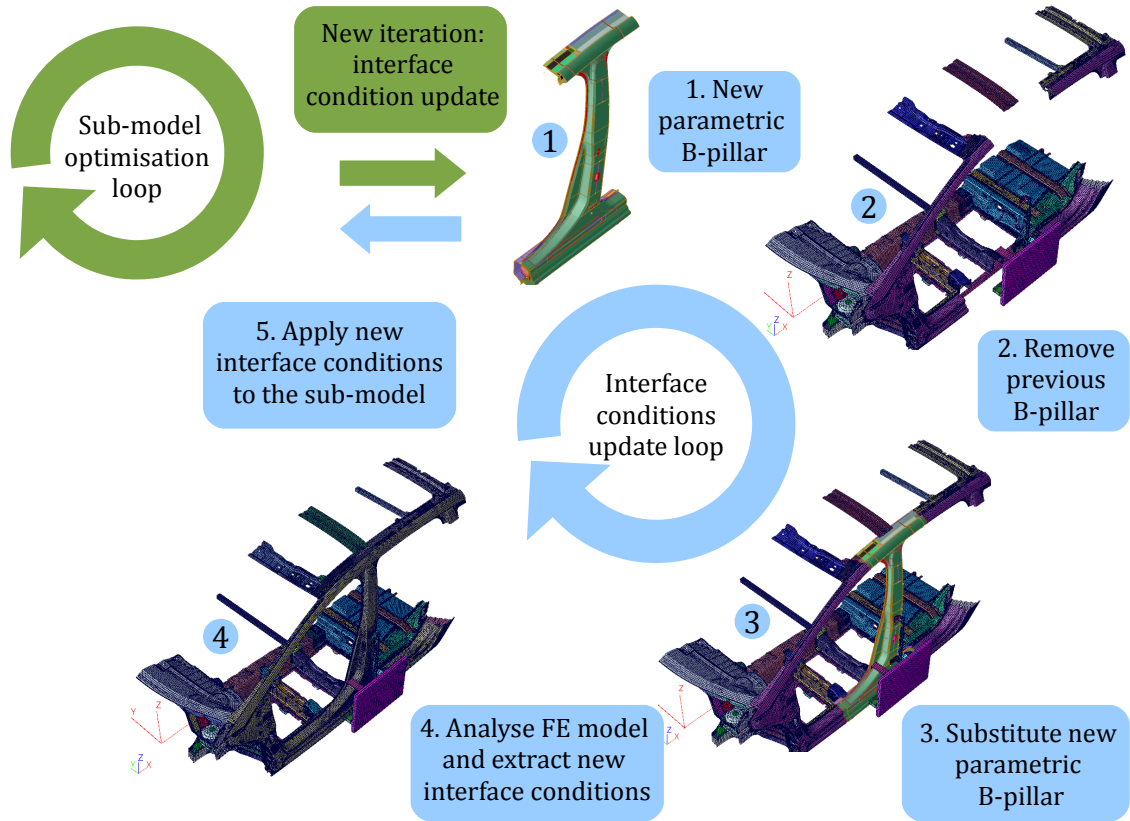 New iteration:
interface
condition update
Sub-model
optimisation
loop
1
1. New
parametric
B-pillar
2
Z
Z
Y
X
2. Remove
previous
B-pillar
5. Apply new
interface conditions
to the sub-model
Interface
conditions
update loop
3
Z
Z
Y
X
3. Substitute new
parametric
B-pillar
4
Y
Z
X
Z
Y
X
4. Analyse FE model
and extract new
interface conditions